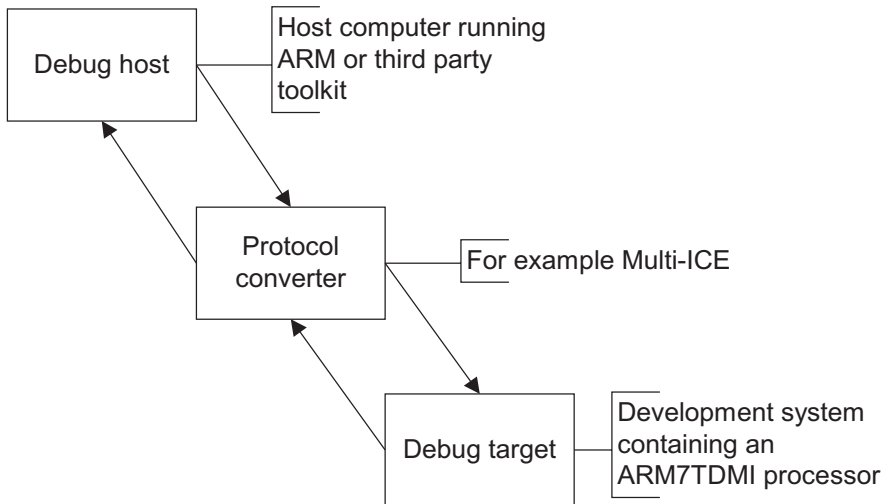 Debug host
Host computer running
ARM or third party
toolkit
Protocol
converter
For example Multi-ICE
Debug target
Development system
containing an
ARM7TDMI processor